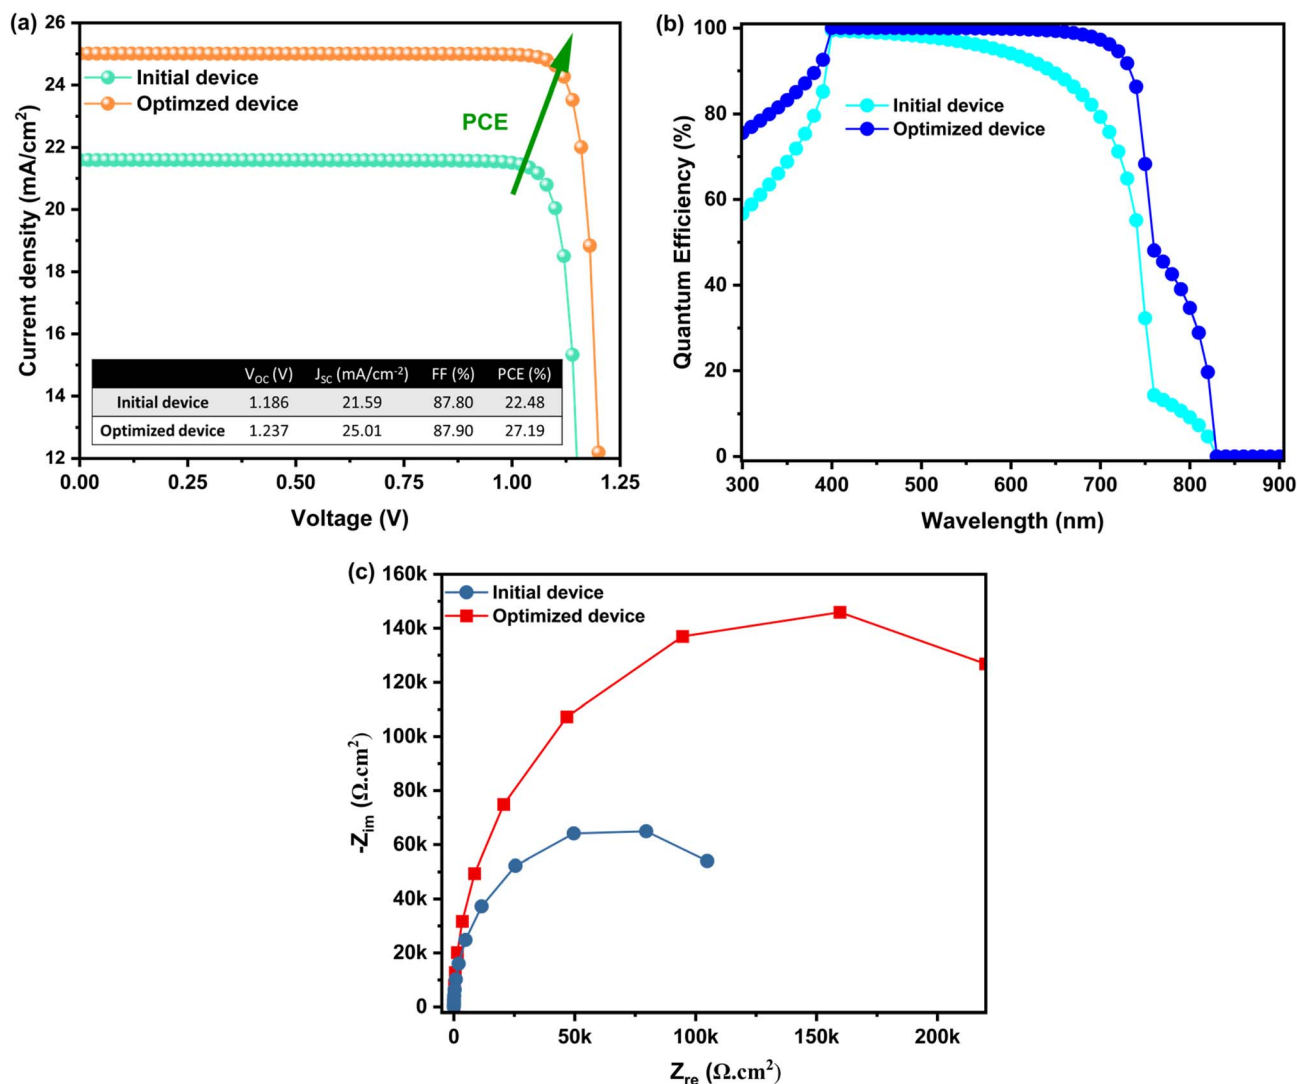 (a)
26
24
22
20
18
16
14
12
Current density (mA/cm²)
Initial device
Optimzed device
PCE
V_OC (V) J_SC (mA/cm⁻²) FF (%) PCE (%)
Initial device 1.186 21.59 87.80 22.48
Optimized device 1.237 25.01 87.90 27.19
0.00 0.25 0.50 0.75 1.00 1.25
Voltage (V)
(b)
100
80
60
40
20
0
Quantum Efficiency (%)
Initial device
Optimized device
300 400 500 600 700 800 900
Wavelength (nm)
(c)
160k
140k
120k
100k
80k
60k
40k
20k
0
-Z_im (Ω.cm²)
Initial device
Optimized device
0 50k 100k 150k 200k
Z_re (Ω.cm²)